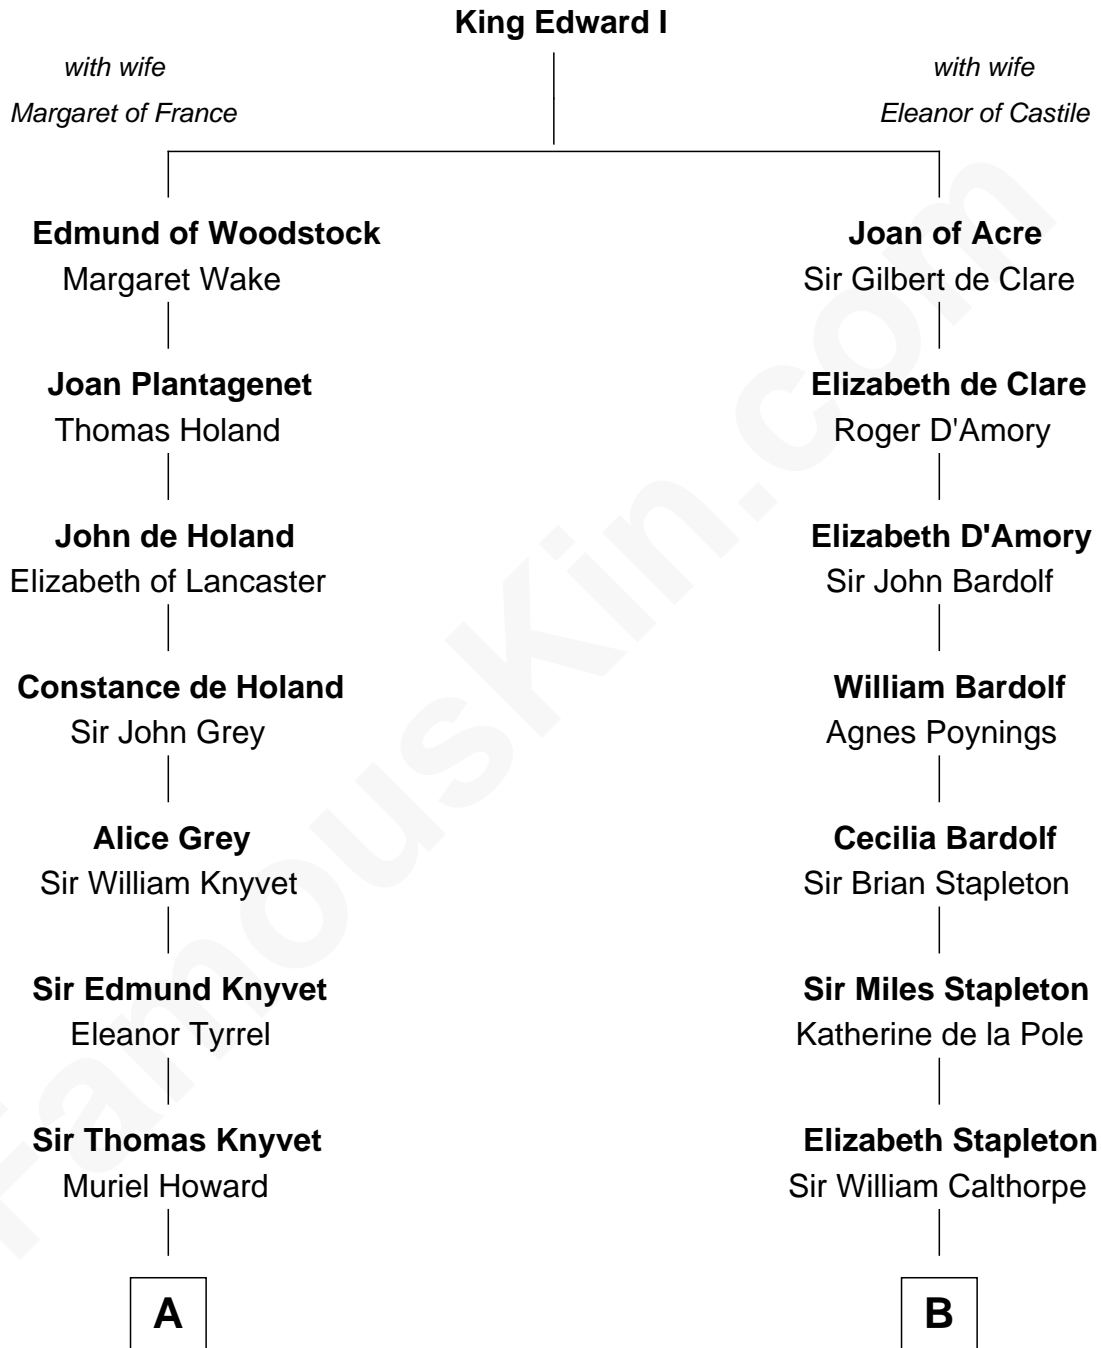 King Edward I
with wife
Margaret of France
with wife
Eleanor of Castile
Edmund of Woodstock
Margaret Wake
Joan of Acre
Sir Gilbert de Clare
Joan Plantagenet
Thomas Holand
Elizabeth de Clare
Roger D'Amory
John de Holand
Elizabeth of Lancaster
Elizabeth D'Amory
Sir John Bardolf
Constance de Holand
Sir John Grey
William Bardolf
Agnes Poynings
Alice Grey
Sir William Knyvet
Cecilia Bardolf
Sir Brian Stapleton
Sir Edmund Knyvet
Eleanor Tyrrel
Sir Miles Stapleton
Katherine de la Pole
Sir Thomas Knyvet
Muriel Howard
Elizabeth Stapleton
Sir William Calthorpe
A
B
FamousKin.com